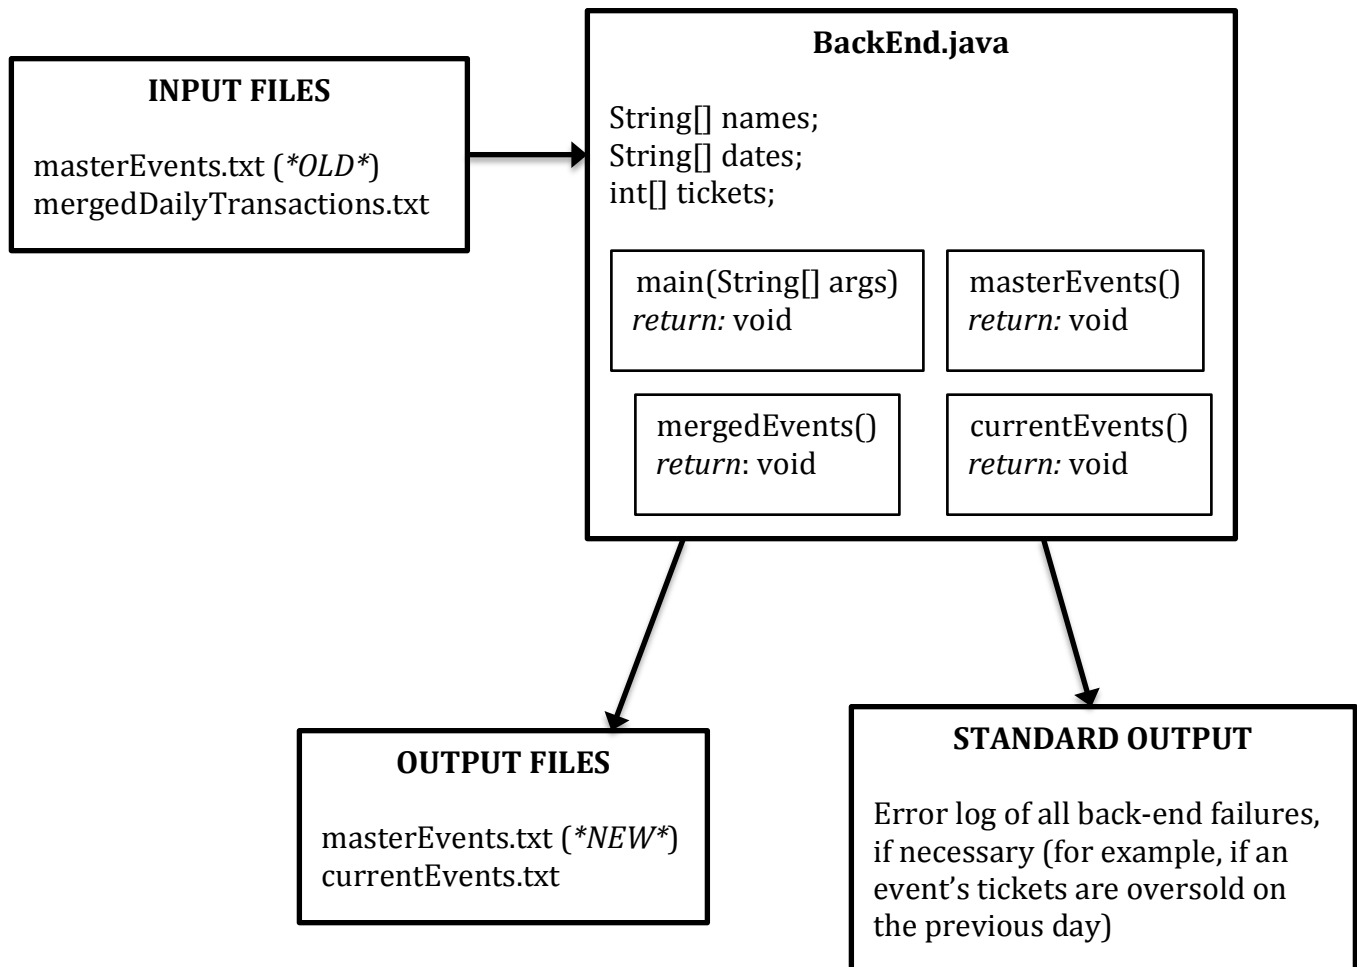 INPUT FILES
masterEvents.txt (*OLD*)
mergedDailyTransactions.txt
BackEnd.java
String[] names;
String[] dates;
int[] tickets;
main(String[] args)
return: void
masterEvents()
return: void
mergedEvents()
return: void
currentEvents()
return: void
OUTPUT FILES
masterEvents.txt (*NEW*)
currentEvents.txt
STANDARD OUTPUT
Error log of all back-end failures,
if necessary (for example, if an
event’s tickets are oversold on
the previous day)